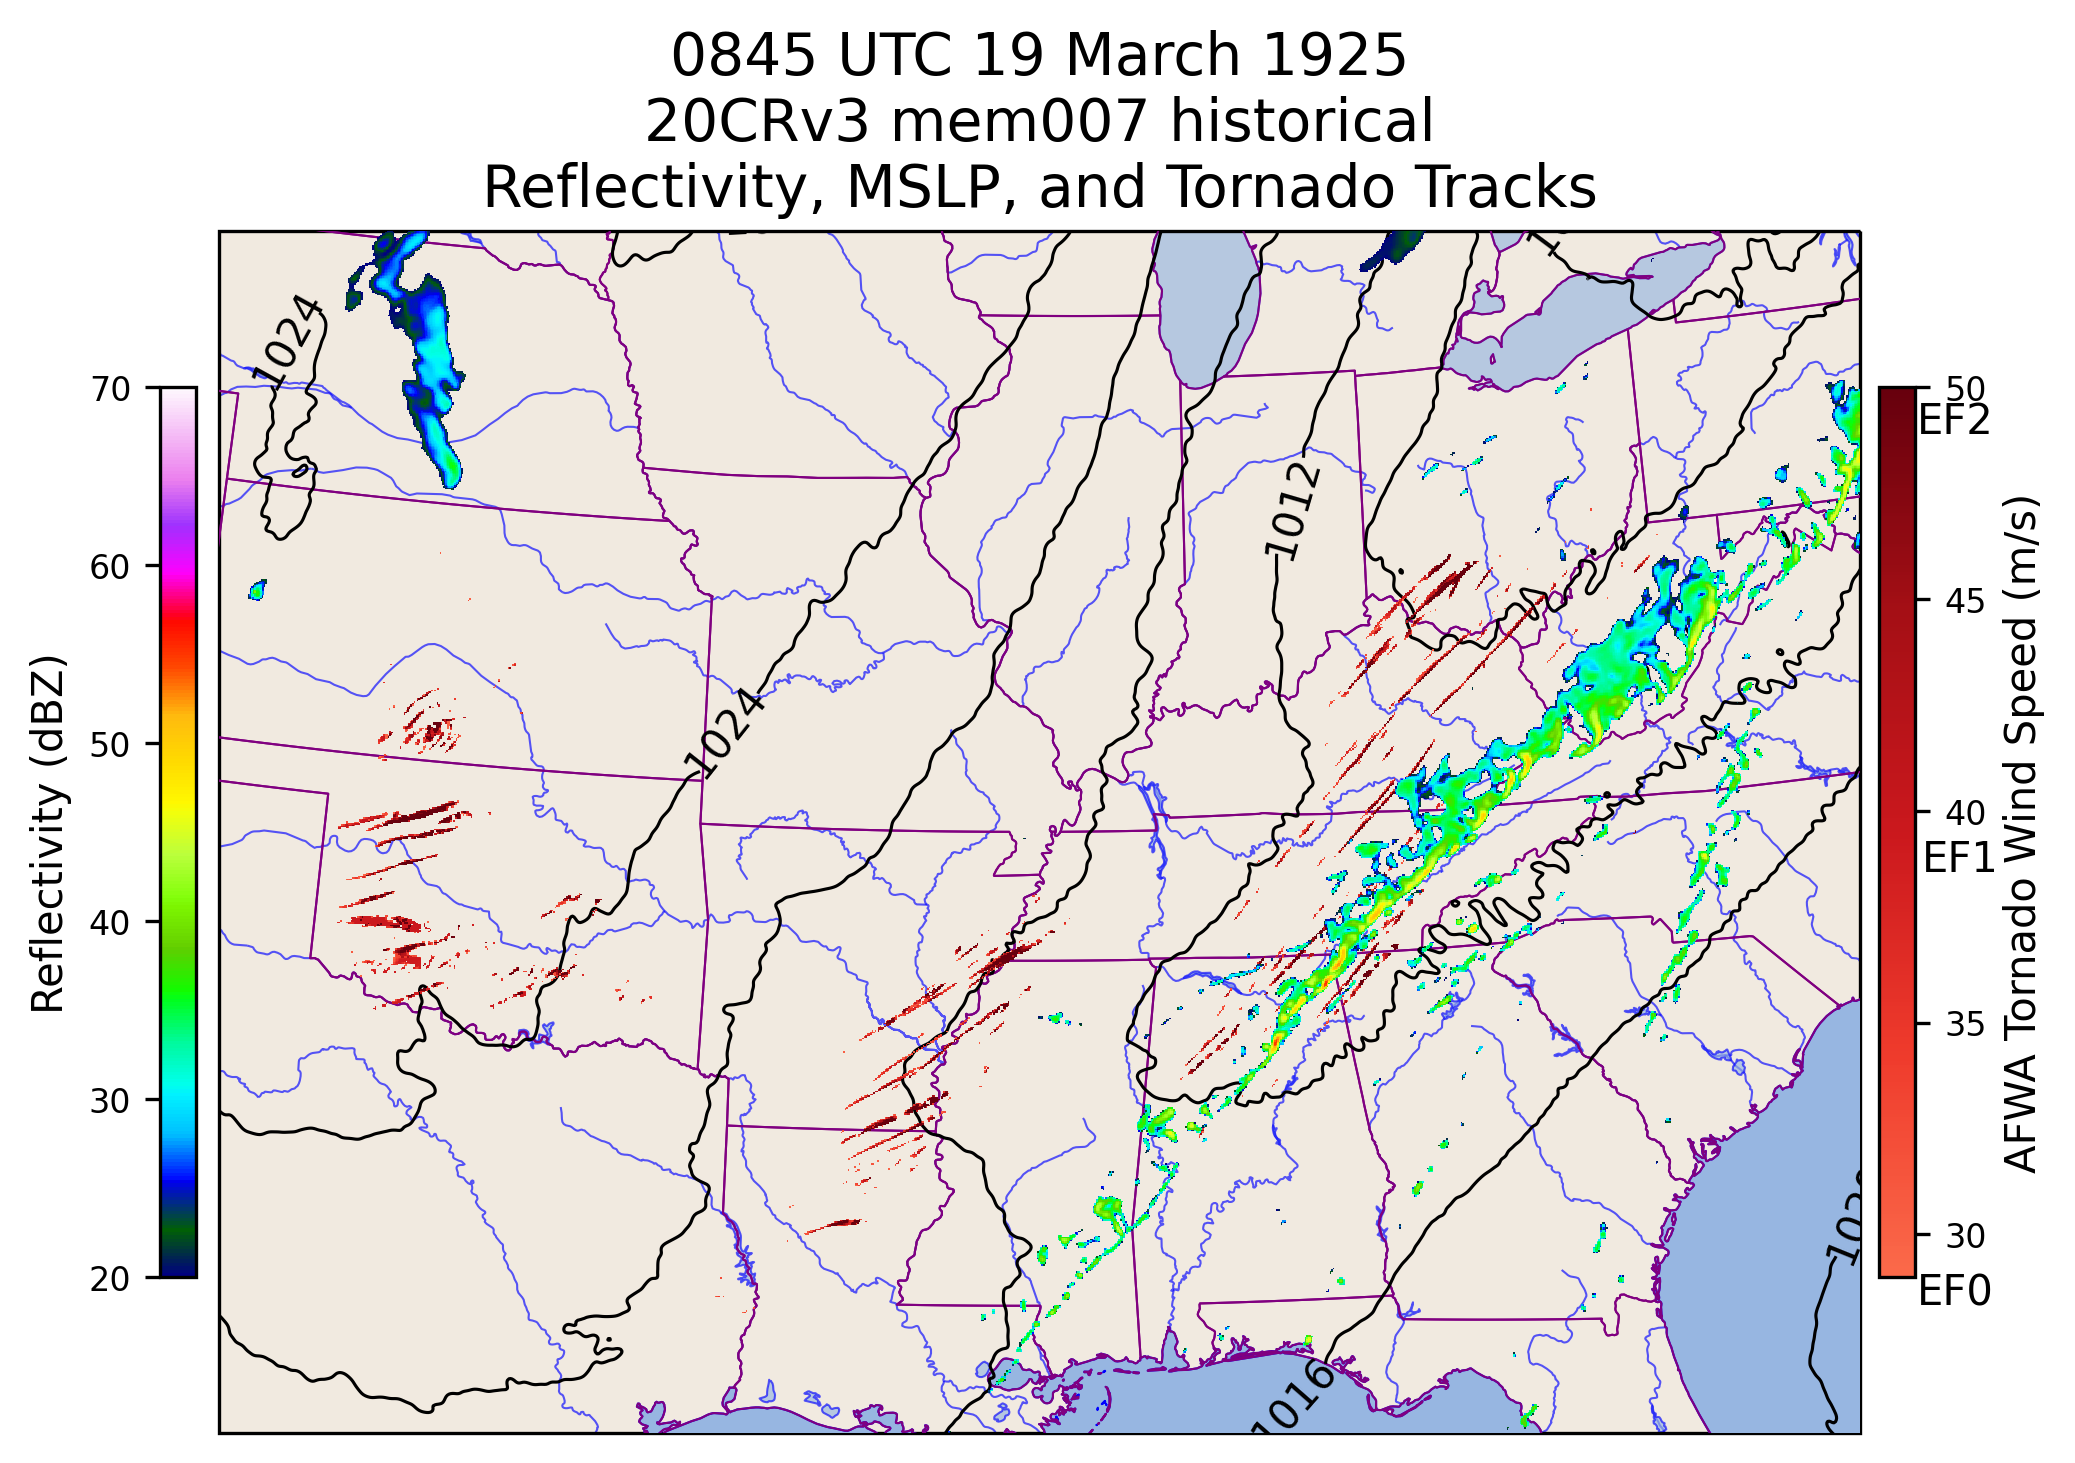 0845 UTC 19 March 1925
20CRv3 mem007 historical
Reflectivity, MSLP, and Tornado Tracks
Reflectivity (dBZ)
70
60
50
40
30
20
1024
1024
1012
1016
50
EF2
45
40
EF1
35
30
EF0
AFWA Tornado Wind Speed (m/s)